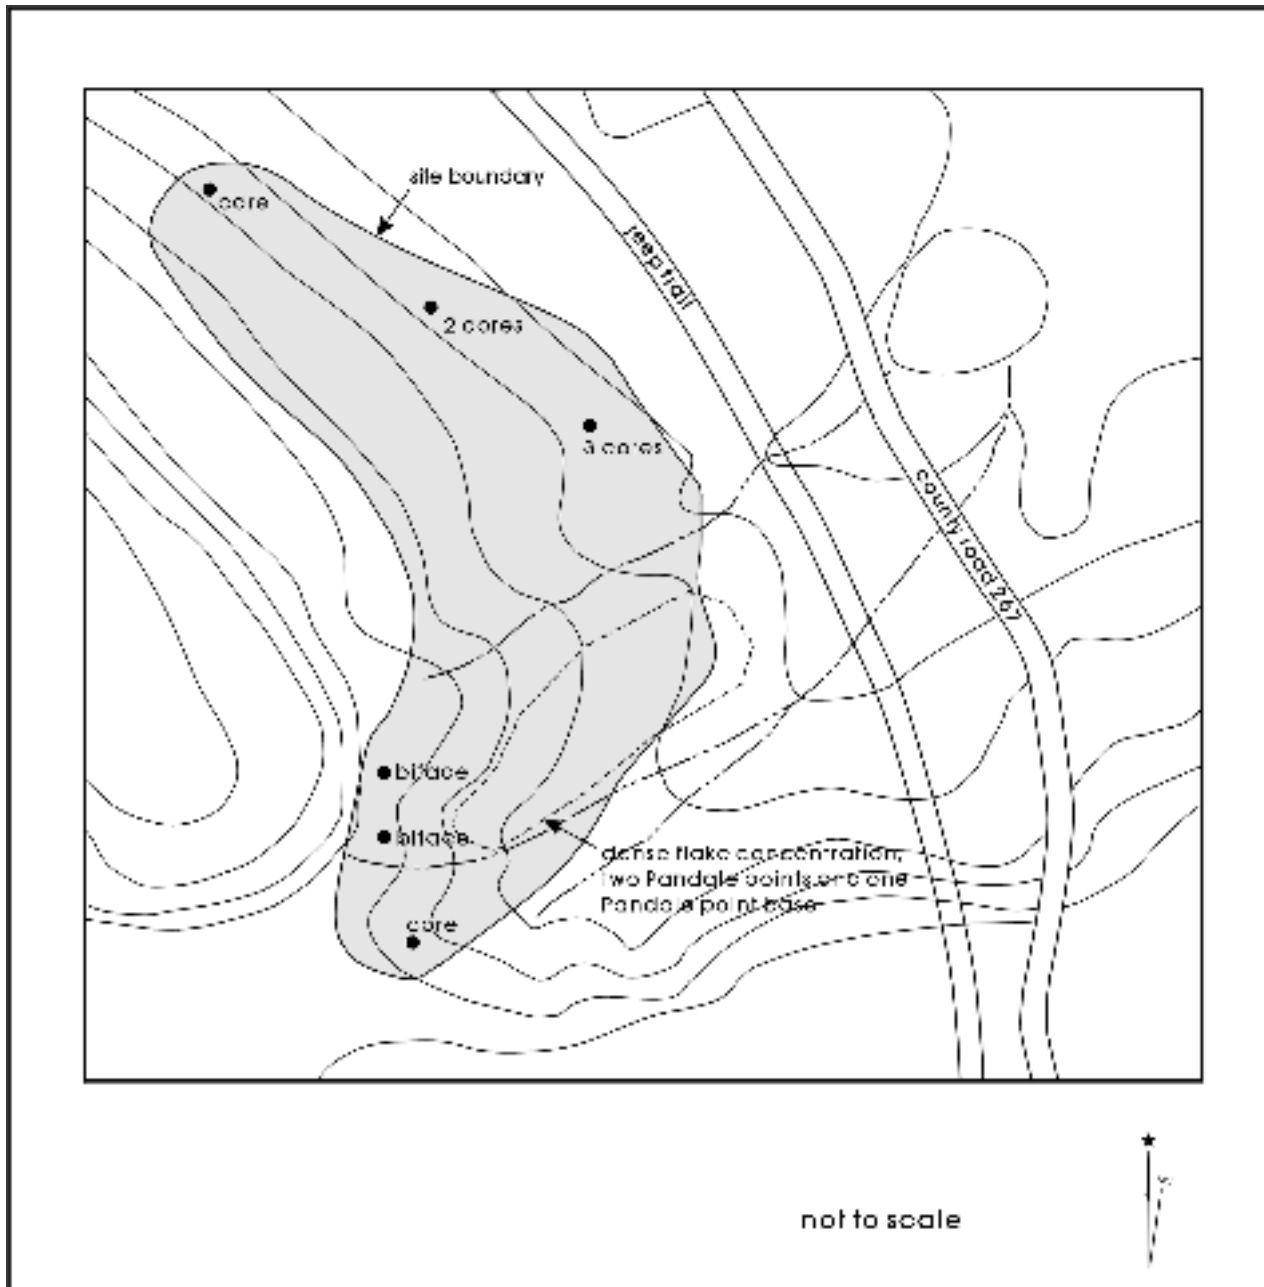 site boundary
core
jeep trail
2 cores
3 cores
county road 267
biface
biface
dense flake concentration,
two Pandale points and one
Pandale point base
core
not to scale